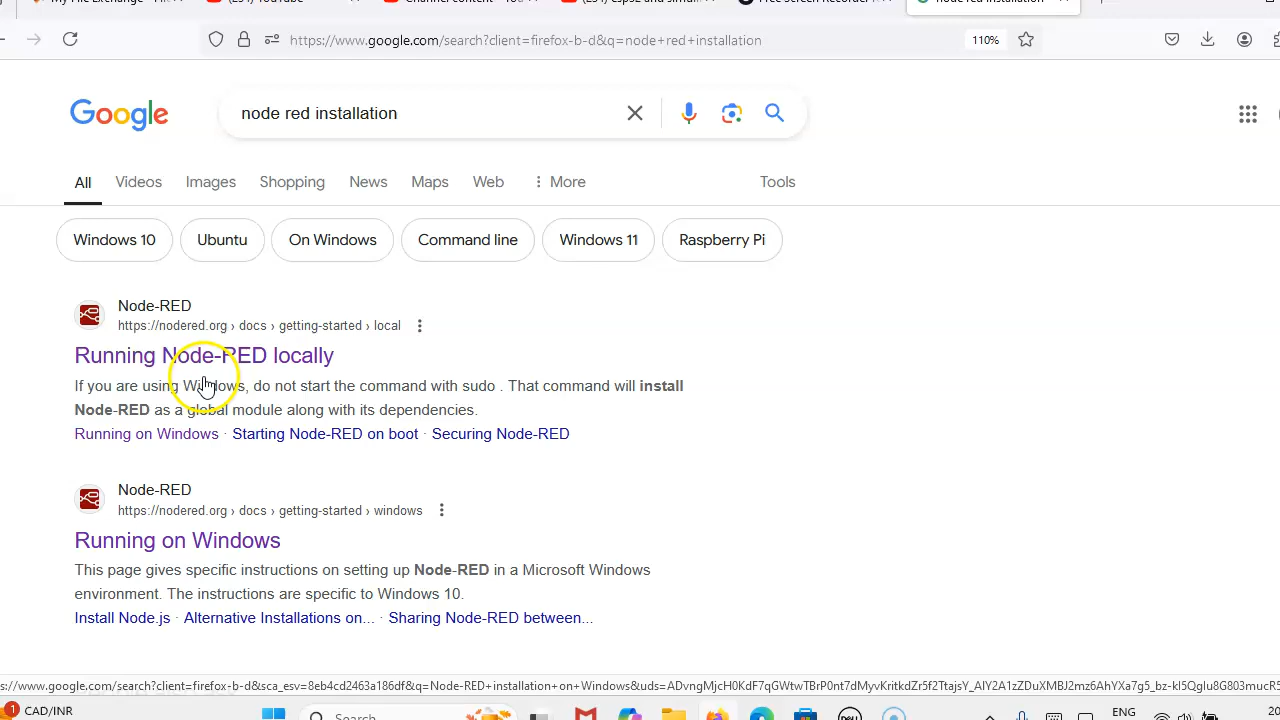 https://www.google.com/search?client=firefox-b-d&q=node+red+installation
110%
Google
node red installation
All
Videos
Images
Shopping
News
Maps
Web
More
Tools
Windows 10
Ubuntu
On Windows
Command line
Windows 11
Raspberry Pi
Node-RED
https://nodered.org › docs › getting-started › local
Running Node-RED locally
If you are using Windows, do not start the command with sudo . That command will install
Node-RED as a global module along with its dependencies.
Running on Windows · Starting Node-RED on boot · Securing Node-RED
Node-RED
https://nodered.org › docs › getting-started › windows
Running on Windows
This page gives specific instructions on setting up Node-RED in a Microsoft Windows
environment. The instructions are specific to Windows 10.
Install Node.js · Alternative Installations on... · Sharing Node-RED between...
CAD/INR
Search
ENG